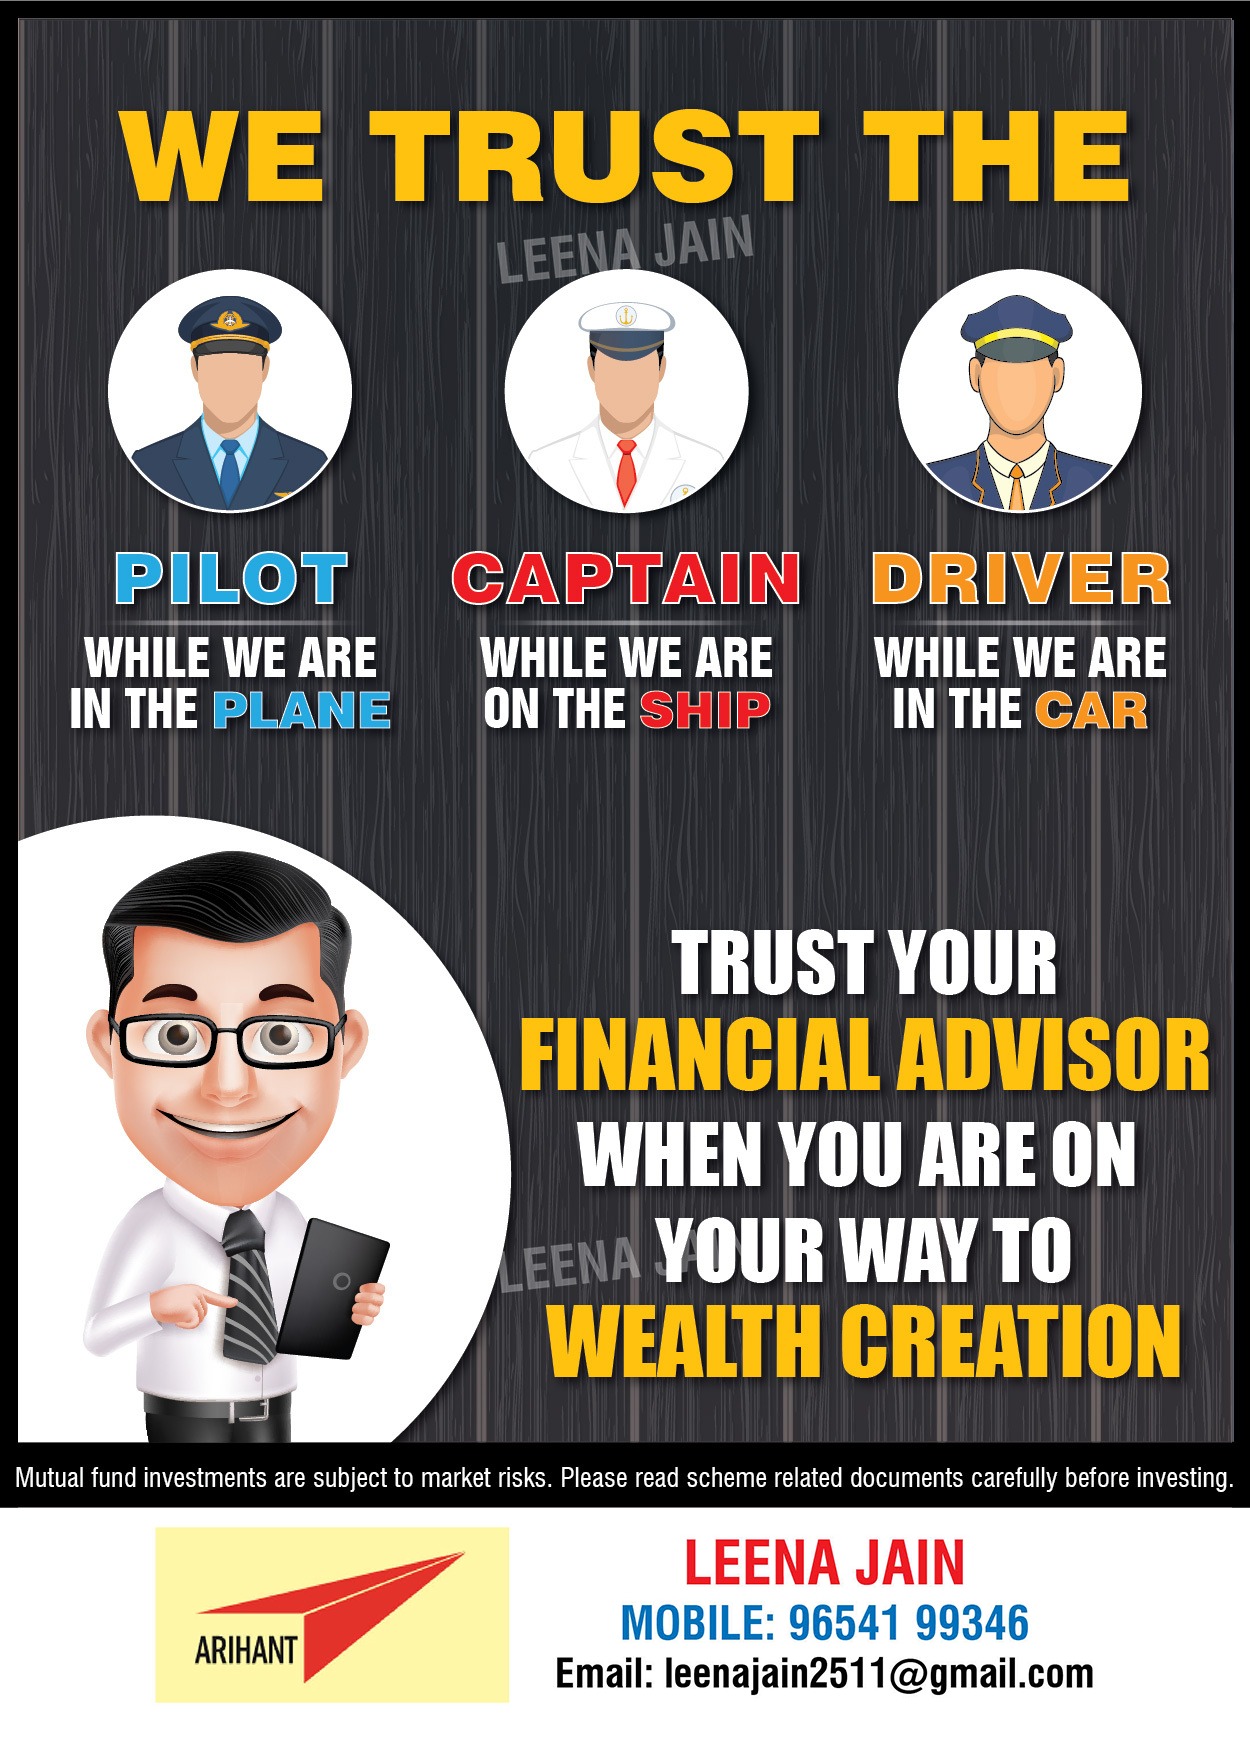 WE TRUST THE
LEENA JAIN
PILOT
WHILE WE ARE
IN THE PLANE
CAPTAIN
WHILE WE ARE
ON THE SHIP
DRIVER
WHILE WE ARE
IN THE CAR
TRUST YOUR
FINANCIAL ADVISOR
WHEN YOU ARE ON
YOUR WAY TO
LEENA JAIN
WEALTH CREATION
Mutual fund investments are subject to market risks. Please read scheme related documents carefully before investing.
ARIHANT
LEENA JAIN
MOBILE: 96541 99346
Email: leenajain2511@gmail.com